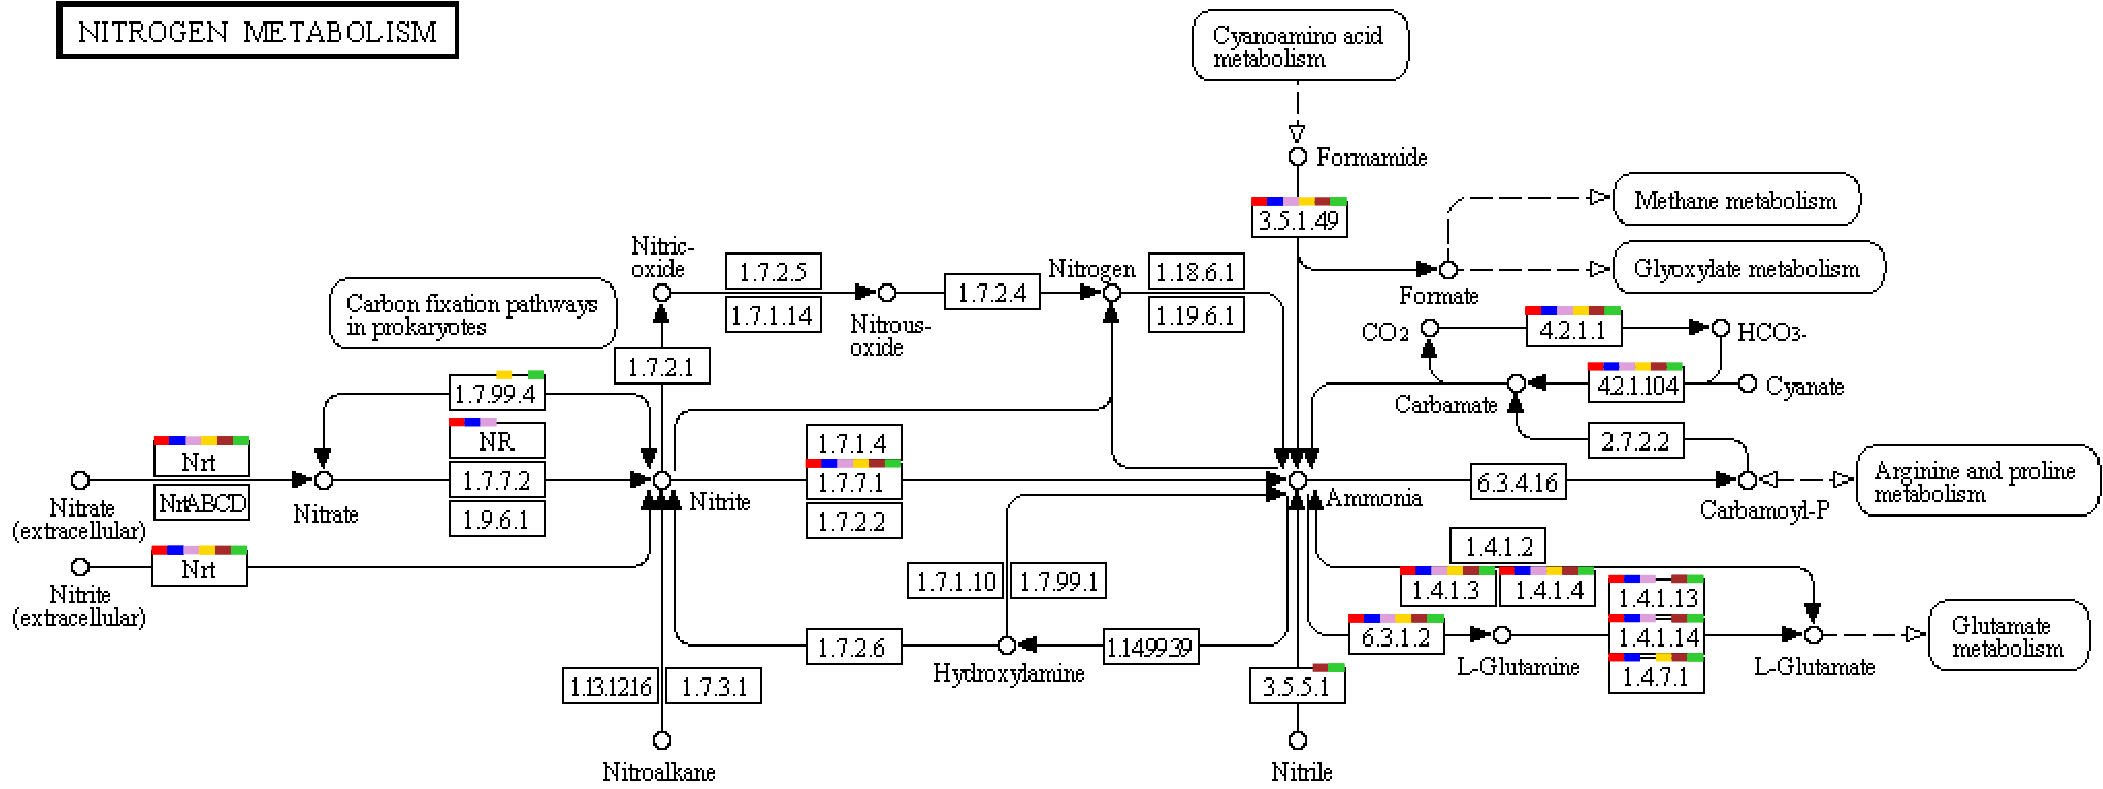 NITROGEN METABOLISM
Cyanoamino acid
metabolism
Formamide
3.5.1.49
Methane metabolism
Glyoxylate metabolism
Formate
Nitric-
oxide
1.7.2.5
1.7.1.14
Nitrous-
oxide
1.7.2.4
Nitrogen
1.18.6.1
1.19.6.1
Carbon fixation pathways
in prokaryotes
1.7.2.1
CO2
4.2.1.1
HCO3-
4.2.1.104
Cyanate
Carbamate
2.7.2.2
1.7.99.4
NR
1.7.7.2
1.9.6.1
Nrt
NrtABCD
Nitrate
(extracellular)
Nitrate
Nrt
Nitrite
(extracellular)
Nitrite
1.7.1.4
1.7.7.1
1.7.2.2
Ammonia
6.3.4.16
Carbamoyl-P
Arginine and proline
metabolism
1.4.1.2
1.4.1.3
1.4.1.4
1.4.1.13
1.4.1.14
1.4.7.1
6.3.1.2
L-Glutamine
L-Glutamate
Glutamate
metabolism
1.7.1.10
1.7.99.1
1.7.2.6
Hydroxylamine
1.14.99.39
1.13.12.16
1.7.3.1
3.5.5.1
Nitroalkane
Nitrile